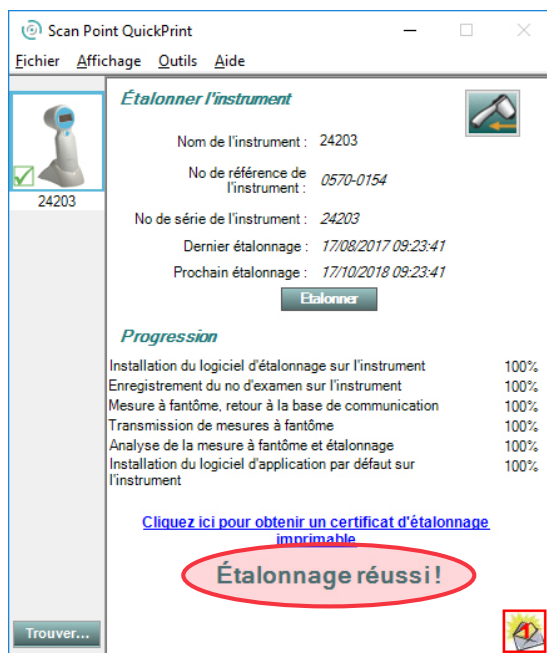 Scan Point QuickPrint
Fichier Affichage Outils Aide
24203
Étalonner l'instrument
Nom de l'instrument : 24203
No de référence de
l'instrument : 0570-0154
No de série de l'instrument : 24203
Dernier étalonnage : 17/08/2017 09:23:41
Prochain étalonnage : 17/10/2018 09:23:41
Etalonner
Progression
Installation du logiciel d'étalonnage sur l'instrument 100%
Enregistrement du no d'examen sur l'instrument 100%
Mesure à fantôme, retour à la base de communication 100%
Transmission de mesures à fantôme 100%
Analyse de la mesure à fantôme et étalonnage 100%
Installation du logiciel d'application par défaut sur 100%
l'instrument
Cliquez ici pour obtenir un certificat d'étalonnage
imprimable
Étalonnage réussi !
Trouver...